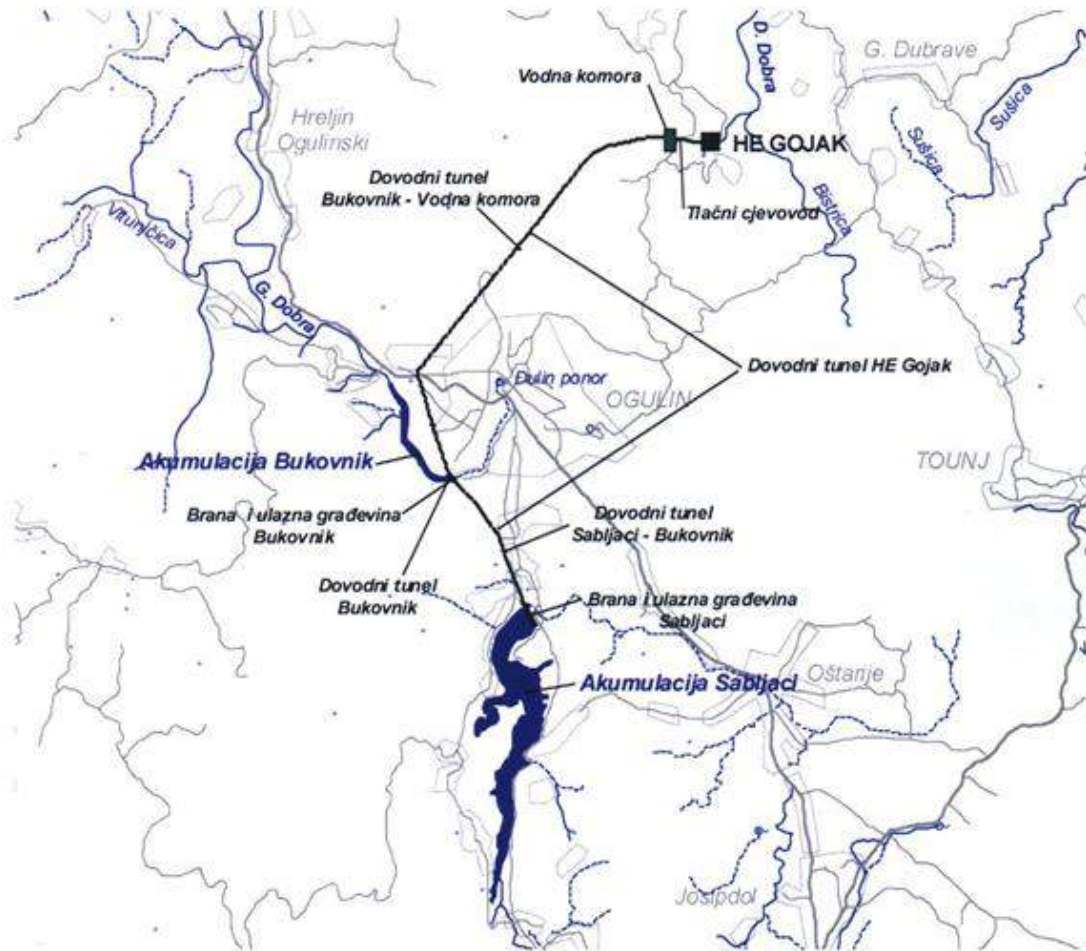 D. Dobra
G. Dubrave
Vodna komora
Sušica
HE GOJAK
Sušica
Hreljin
Ogulinski
Dovodni tunel
Bukovnik - Vodna komora
Tlačni cjevovod
Bistrica
Vitunjčica
G. Dobra
Dovodni tunel HE Gojak
Đulin ponor
OGULIN
Akumulacija Bukovnik
TOUNJ
Brana i ulazna građevina
Bukovnik
Dovodni tunel
Sabljaci - Bukovnik
Dovodni tunel
Bukovnik
Brana i ulazna građevina
Sabljaci
Akumulacija Sabljaci
Oštarije
Josipdol